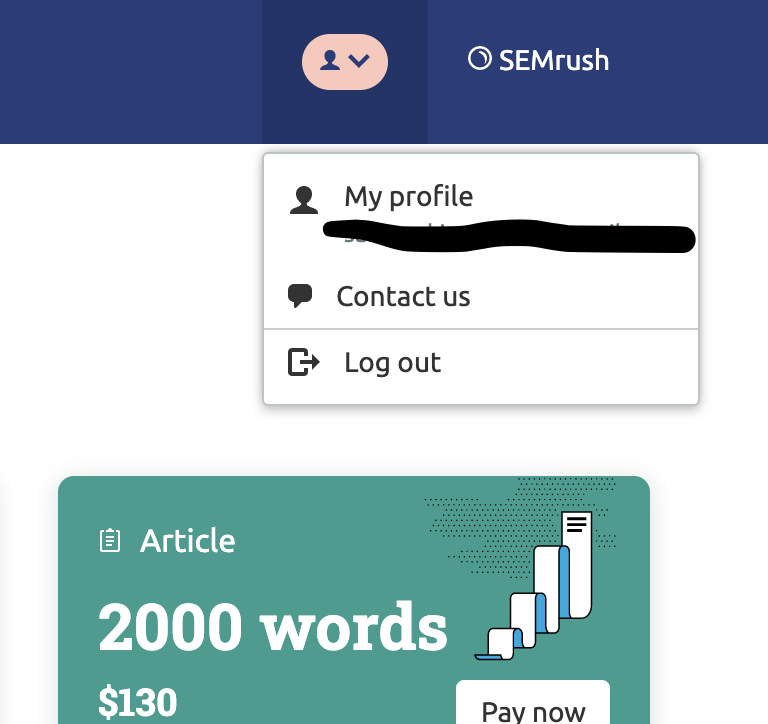 SEMrush
My profile
Contact us
Log out
Article
2000 words
$130
Pay now